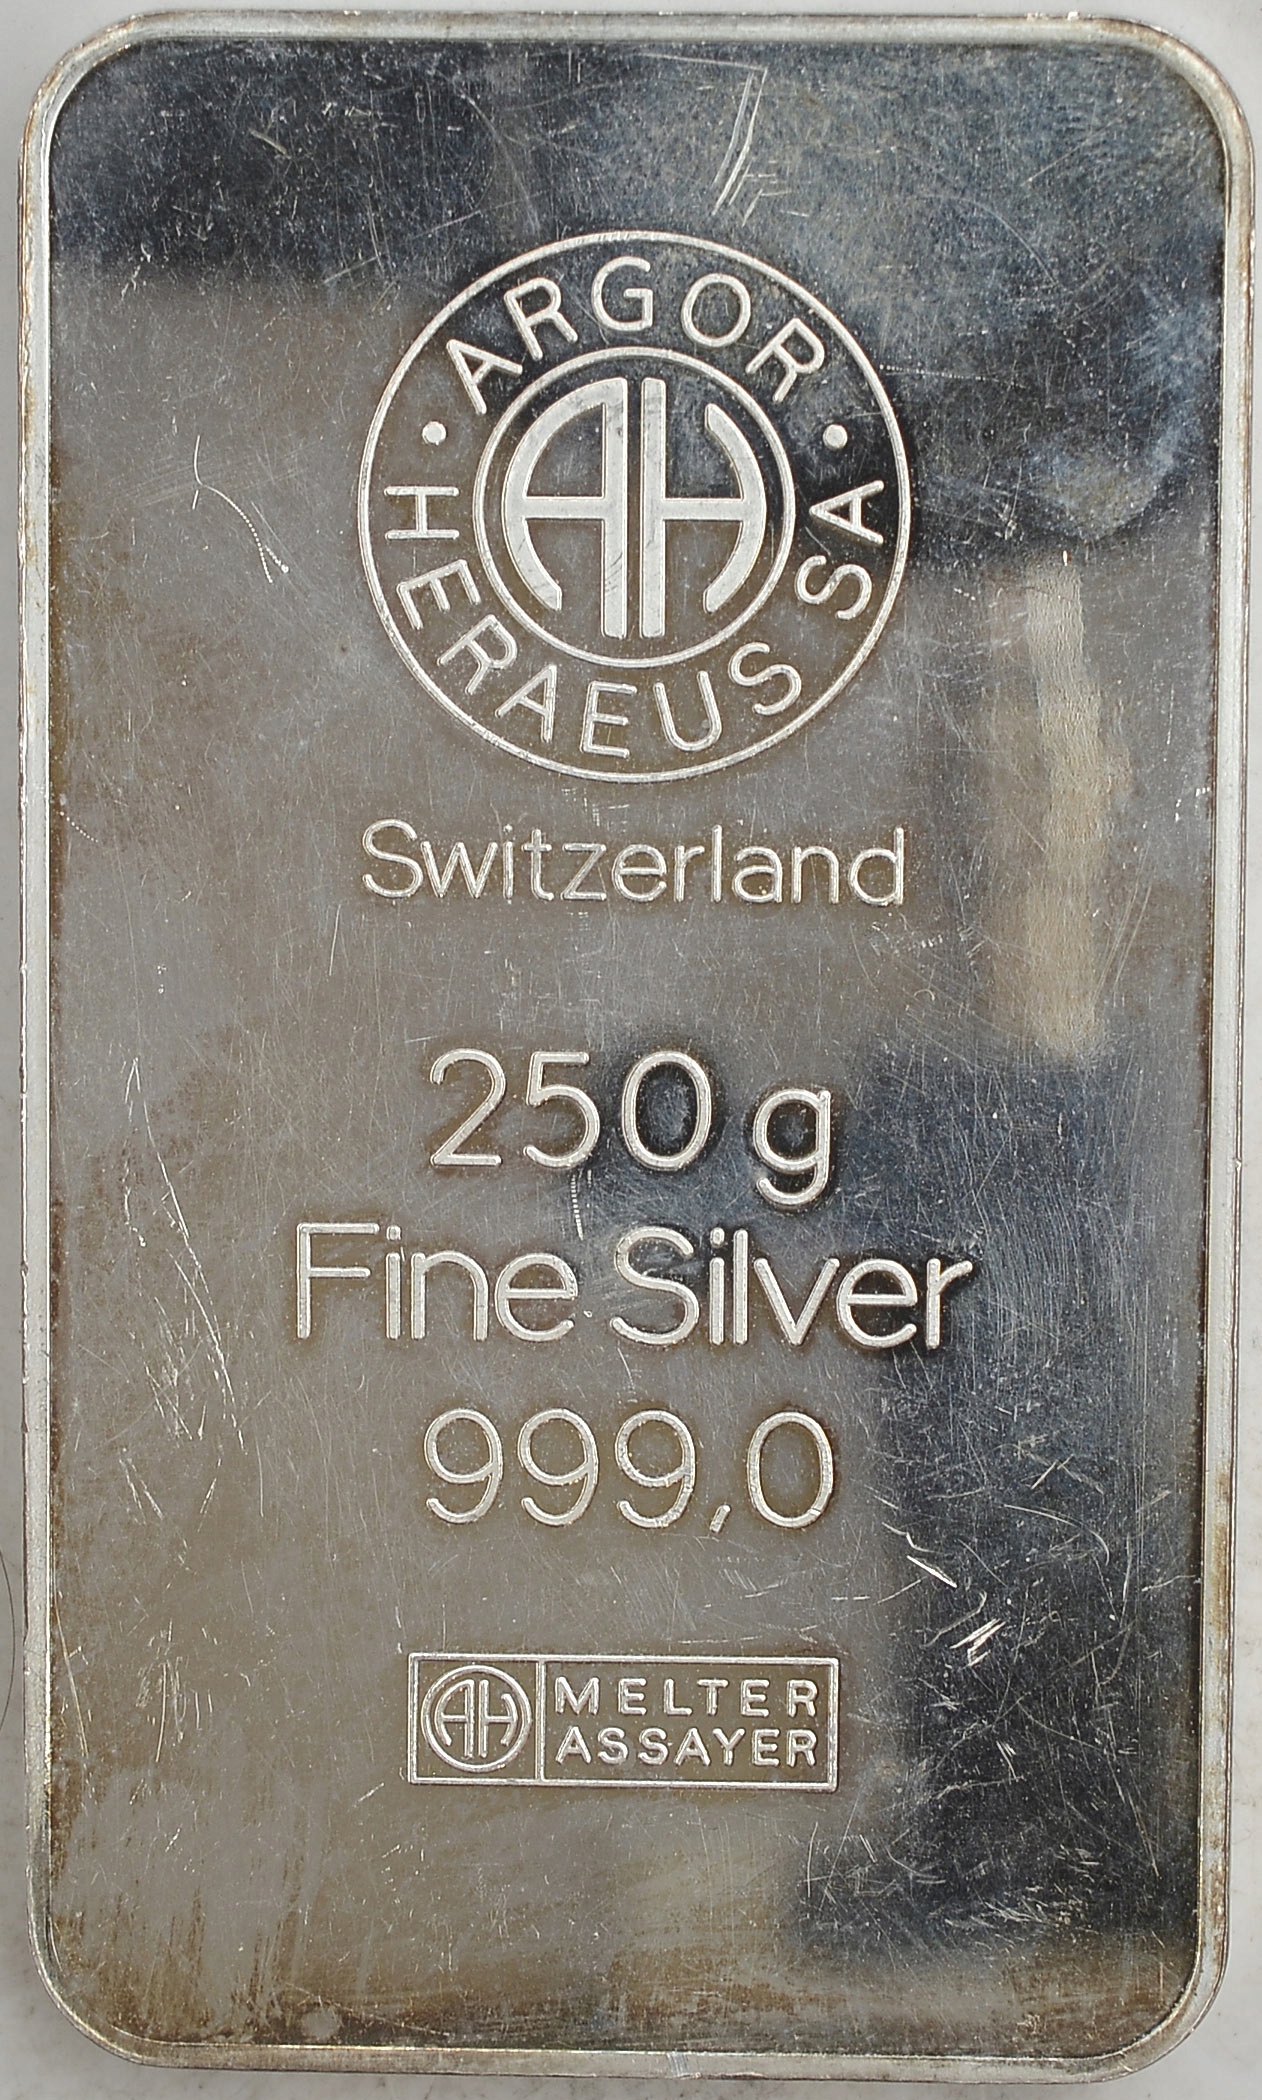 ARGOR
HERAEUS SA
AH
Switzerland
250 g
Fine Silver
999,0
AH MELTER
ASSAYER